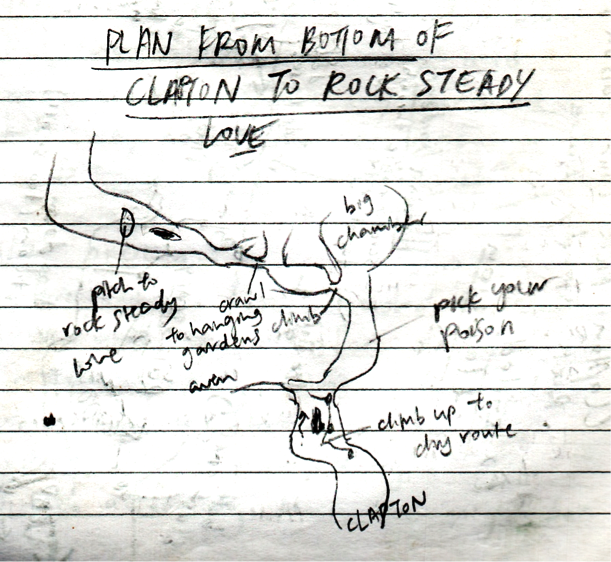 PLAN FROM BOTTOM OF
CLAPTON TO ROCK STEADY
LOVE
big
chamber
pitch to
rock steady
love
crawl
to hanging
gardens
climb
pick your
poison
aven
climb up to
dry route
CLAPTON